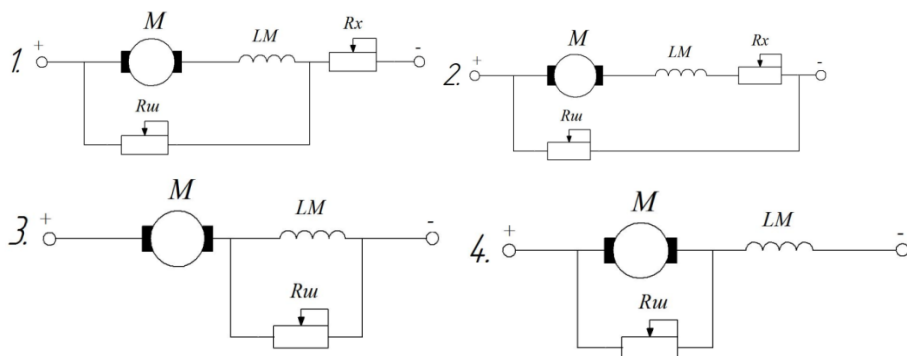 1.
+
M
LM
Rx
-
Rш
2.
+
M
LM
Rx
-
Rш
3.
+
M
LM
-
Rш
4.
+
M
LM
-
Rш